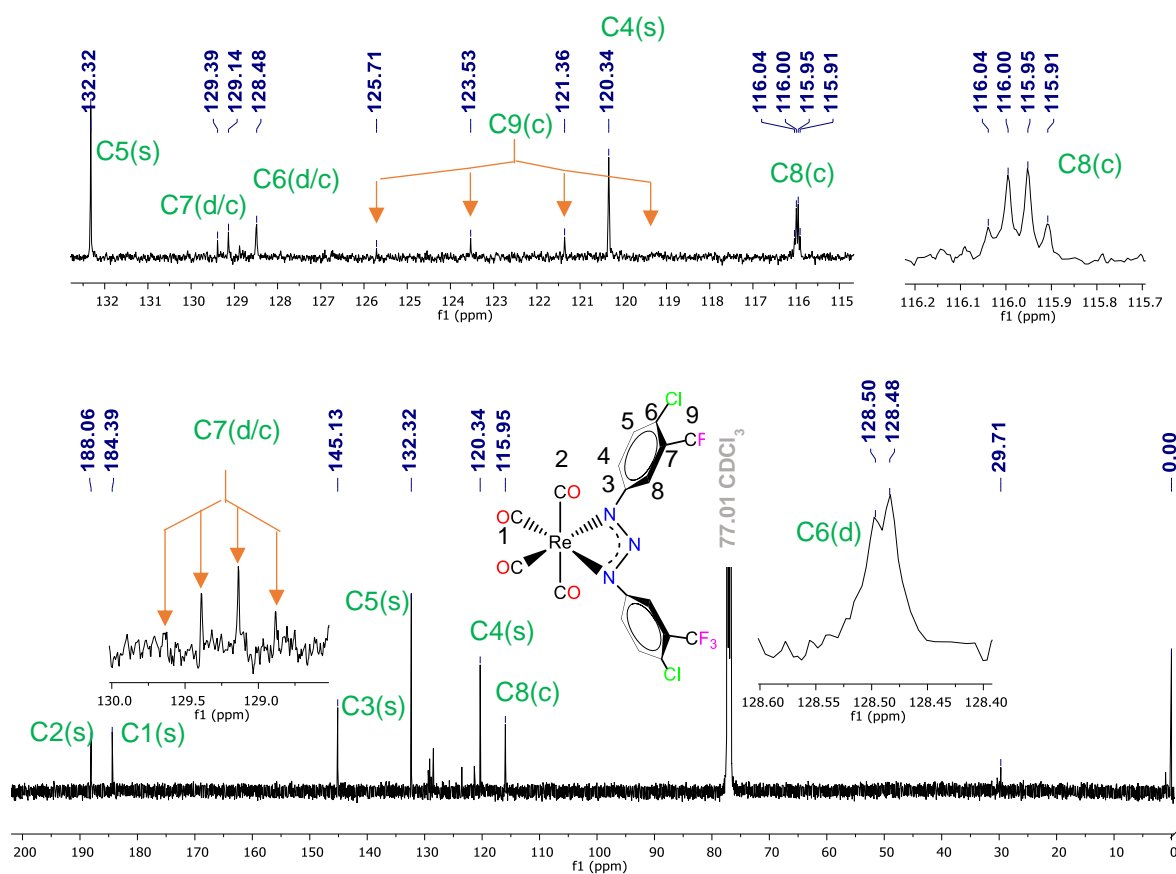 C4(s)
132.32
129.39
129.14
128.48
125.71
123.53
121.36
120.34
116.04
116.00
115.95
115.91
116.04
116.00
115.95
115.91
C9(c)
C5(s)
C6(d/c)
C8(c)
C8(c)
C7(d/c)
132 131 130 129 128 127 126 125 124 123 122 121 120 119 118 117 116 115
f1 (ppm)
116.2 116.1 116.0 115.9 115.8 115.7
f1 (ppm)
188.06
184.39
145.13
132.32
120.34
115.95
77.01 CDCl3
128.50
128.48
29.71
0.00
C7(d/c)
Cl
5 6 9
CF
4 7
3 8
2
CO
OC
1
N
Re
N
OC
N
CO
CF3
Cl
C6(d)
C5(s)
C4(s)
C3(s)
C8(c)
C2(s)
C1(s)
130.0 129.5 129.0
f1 (ppm)
128.60 128.55 128.50 128.45 128.40
f1 (ppm)
200 190 180 170 160 150 140 130 120 110 100 90 80 70 60 50 40 30 20 10 0
f1 (ppm)